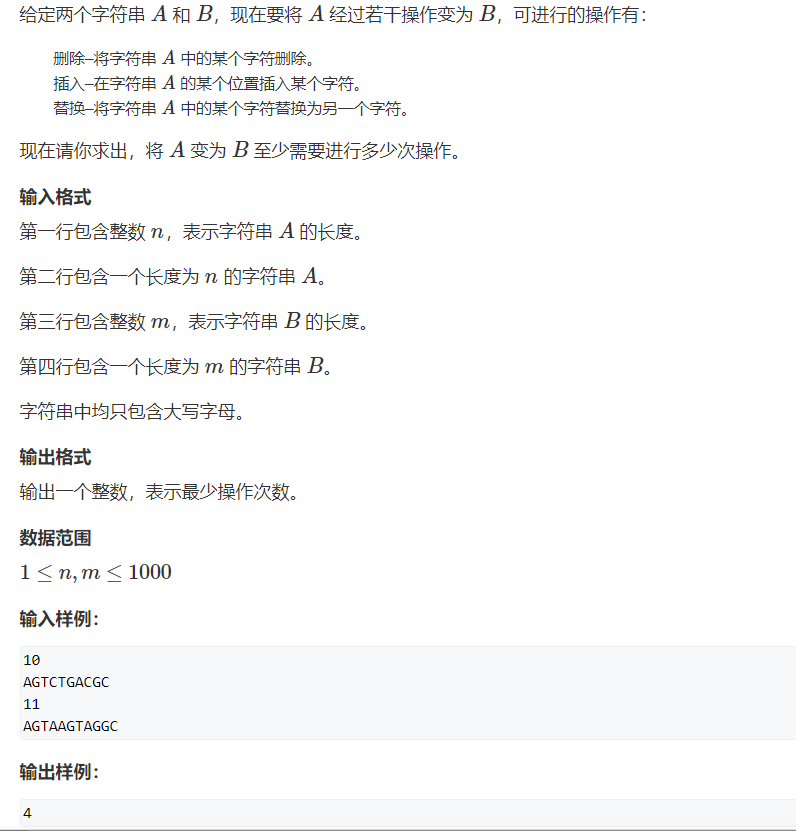 给定两个字符串 A 和 B，现在要将 A 经过若干操作变为 B，可进行的操作有：
删除–将字符串 A 中的某个字符删除。
插入–在字符串 A 的某个位置插入某个字符。
替换–将字符串 A 中的某个字符替换为另一个字符。
现在请你求出，将 A 变为 B 至少需要进行多少次操作。
输入格式
第一行包含整数 n，表示字符串 A 的长度。
第二行包含一个长度为 n 的字符串 A。
第三行包含整数 m，表示字符串 B 的长度。
第四行包含一个长度为 m 的字符串 B。
字符串中均只包含大写字母。
输出格式
输出一个整数，表示最少操作次数。
数据范围
1 ≤ n, m ≤ 1000
输入样例：
10
AGTCTGACGC
11
AGTAAGTAGGC
输出样例：
4